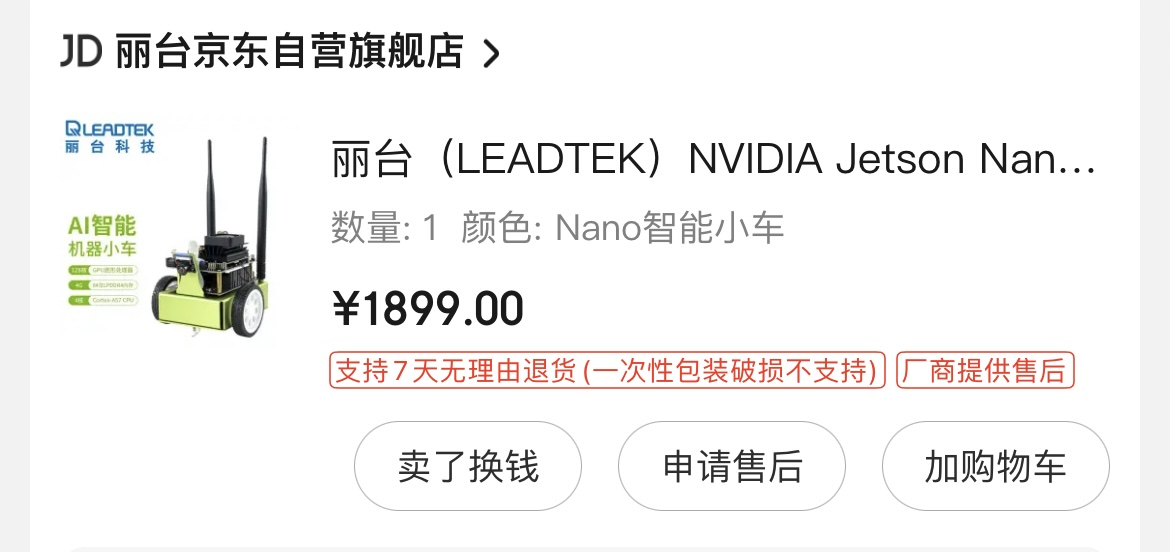 JD 丽台京东自营旗舰店
LEADTEK
丽台科技
AI智能
机器小车
丽台（LEADTEK）NVIDIA Jetson Nan...
数量: 1 颜色: Nano智能小车
¥1899.00
支持7天无理由退货(一次性包装破损不支持)
厂商提供售后
卖了换钱
申请售后
加购物车